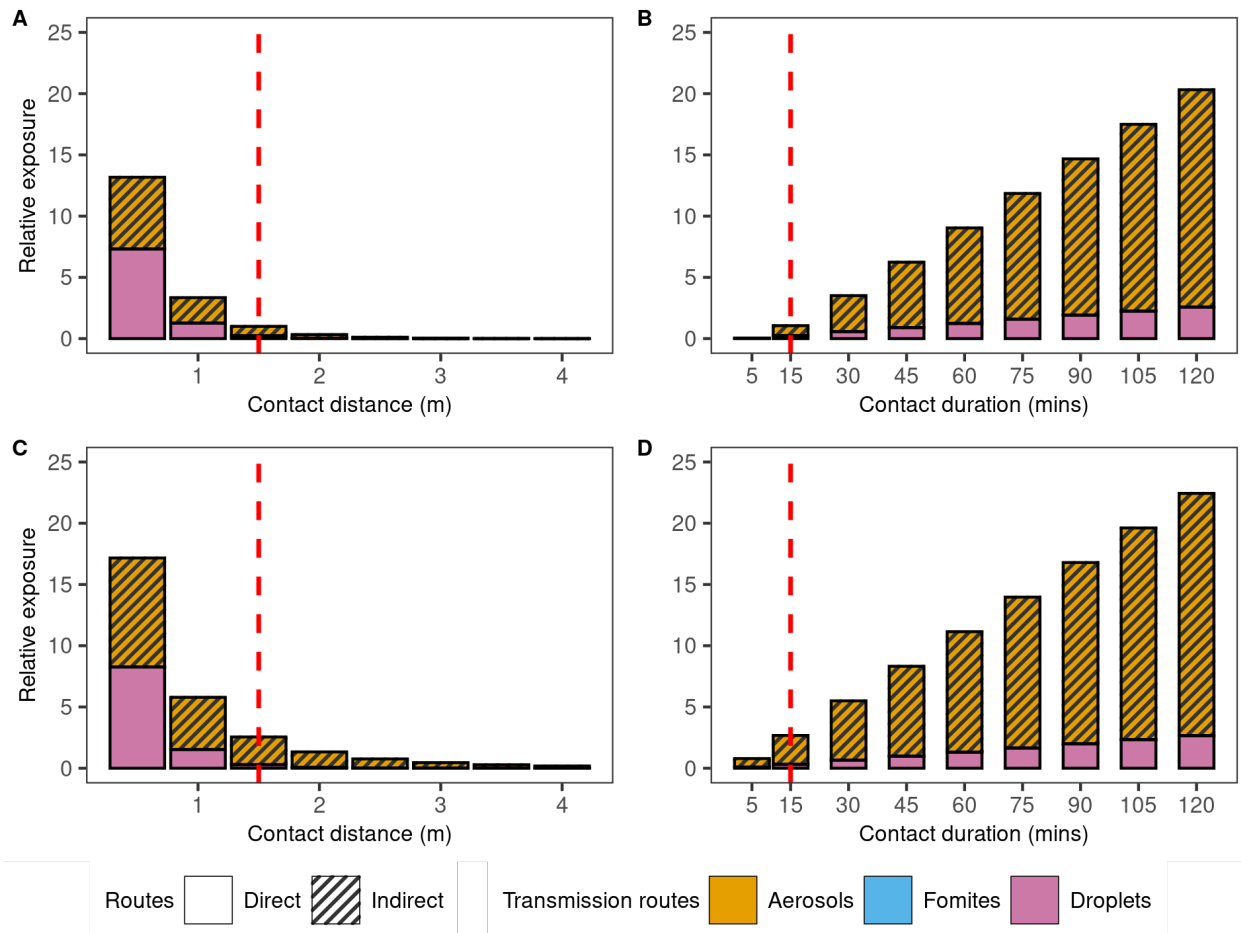 A
25
20
15
10
5
0
Relative exposure
1 2 3 4
Contact distance (m)
B
25
20
15
10
5
0
5 15 30 45 60 75 90 105 120
Contact duration (mins)
C
25
20
15
10
5
0
Relative exposure
1 2 3 4
Contact distance (m)
D
25
20
15
10
5
0
5 15 30 45 60 75 90 105 120
Contact duration (mins)
Routes Direct Indirect Transmission routes Aerosols Fomites Droplets